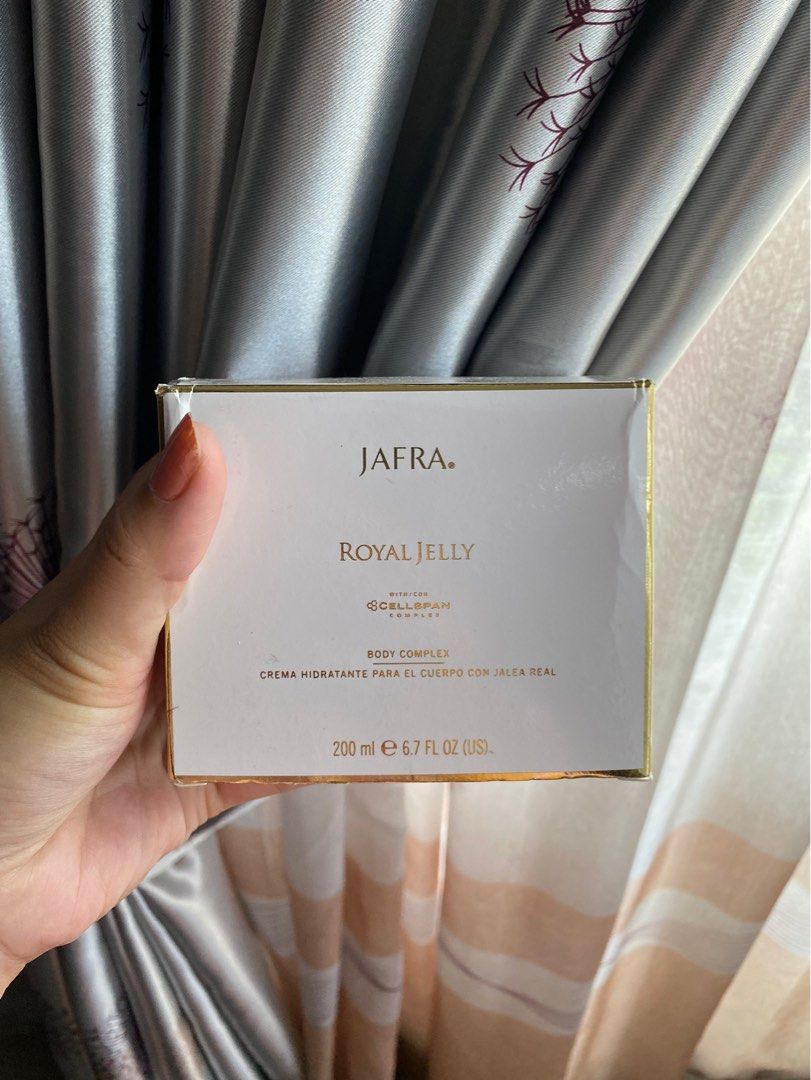 JAFRA®
ROYAL JELLY
WITH/CON
CELLSPAN
COMPLEX
BODY COMPLEX
CREMA HIDRATANTE PARA EL CUERPO CON JALEA REAL
200 ml ℮ 6.7 FL OZ (US)